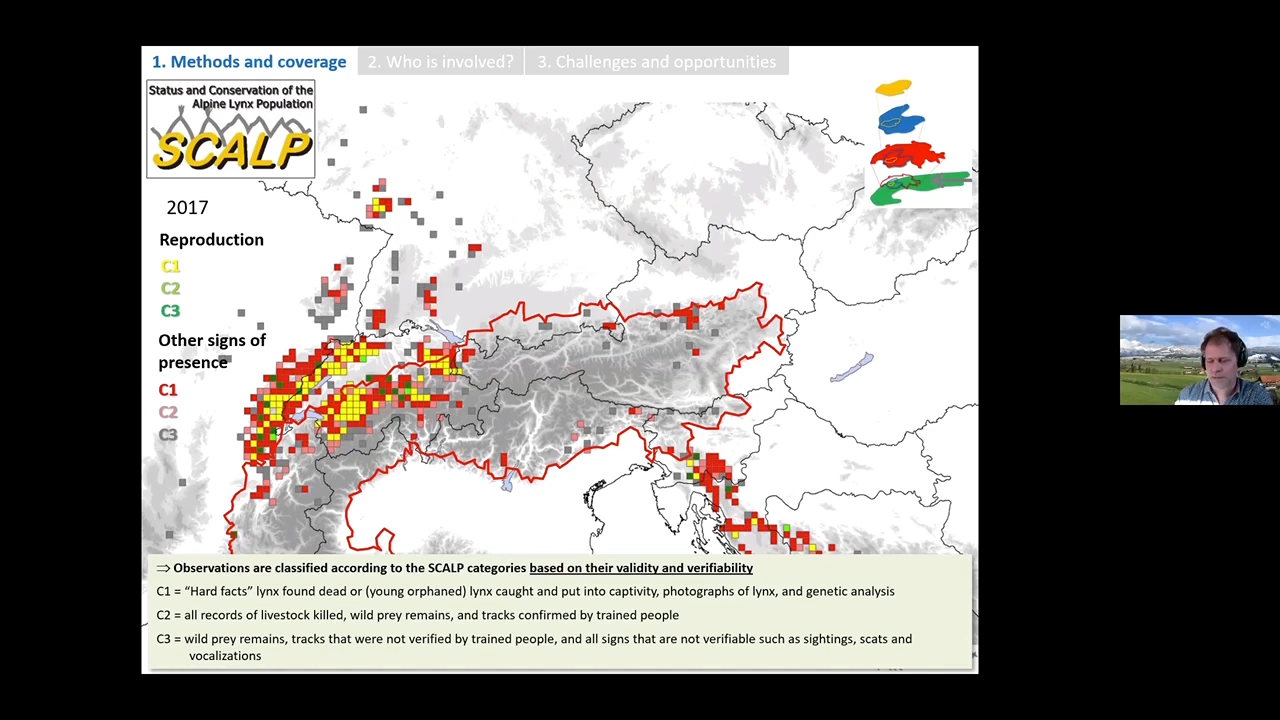 1. Methods and coverage
2. Who is involved?
3. Challenges and opportunities
Status and Conservation of the
Alpine Lynx Population
SCALP
2017
Reproduction
C1
C2
C3
Other signs of
presence
C1
C2
C3
⇒ Observations are classified according to the SCALP categories based on their validity and verifiability
C1 = “Hard facts” lynx found dead or (young orphaned) lynx caught and put into captivity, photographs of lynx, and genetic analysis
C2 = all records of livestock killed, wild prey remains, and tracks confirmed by trained people
C3 = wild prey remains, tracks that were not verified by trained people, and all signs that are not verifiable such as sightings, scats and
vocalizations